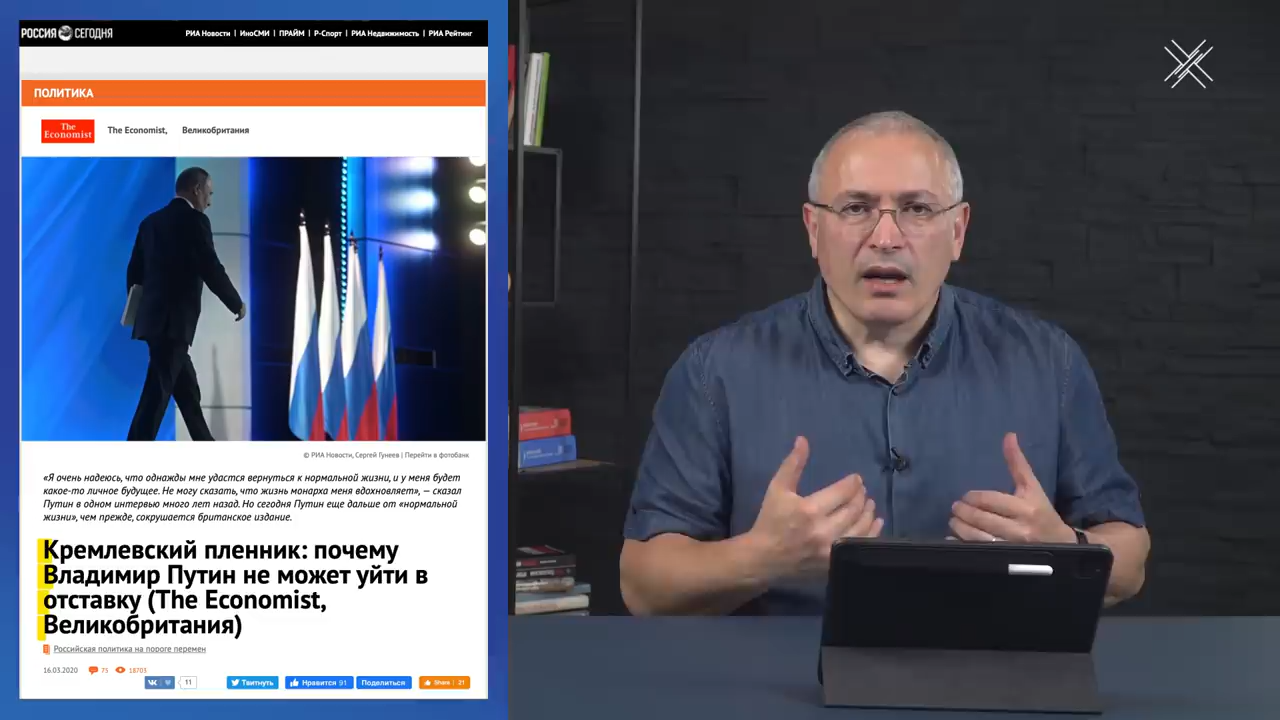 РОССИЯ СЕГОДНЯ
РИА Новости | ИноСМИ | ПРАЙМ | Р-Спорт | РИА Недвижимость | РИА Рейтинг
ПОЛИТИКА
The
Economist
The Economist, Великобритания
© РИА Новости, Сергей Гунеев | Перейти в фотобанк
«Я очень надеюсь, что однажды мне удастся вернуться к нормальной жизни, и у меня будет
какое-то личное будущее. Не могу сказать, что жизнь монарха меня вдохновляет», — сказал
Путин в одном интервью много лет назад. Но сегодня Путин еще дальше от «нормальной
жизни», чем прежде, сокрушается британское издание.
Кремлевский пленник: почему
Владимир Путин не может уйти в
отставку (The Economist,
Великобритания)
Российская политика на пороге перемен
16.03.2020 75 18703
11 Твитнуть Нравится 91 Поделиться Share 21